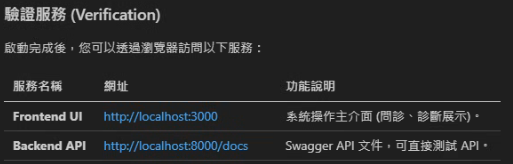 驗證服務 (Verification)
啟動完成後，您可以透過瀏覽器訪問以下服務：
服務名稱 網址 功能說明
Frontend UI http://localhost:3000 系統操作主介面 (問診、診斷展示)。
Backend API http://localhost:8000/docs Swagger API 文件，可直接測試 API。